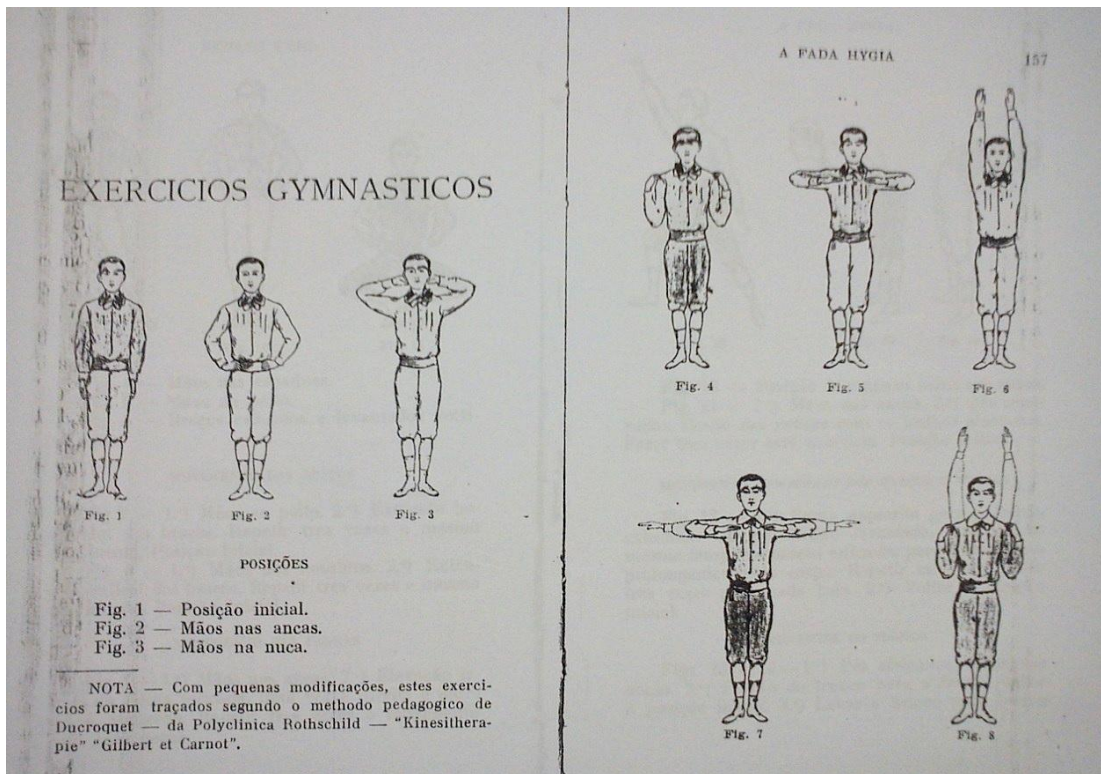 EXERCICIOS GYMNASTICOS
Fig. 1
Fig. 2
Fig. 3
POSIÇÕES
Fig. 1 — Posição inicial.
Fig. 2 — Mãos nas ancas.
Fig. 3 — Mãos na nuca.
NOTA — Com pequenas modificações, estes exerci-
cios foram traçados segundo o methodo pedagogico de
Ducroquet — da Polyclinica Rothschild — "Kinesithera-
pie" "Gilbert et Carnot".
A FADA HYGIA 157
Fig. 4
Fig. 5
Fig. 6
Fig. 7
Fig. 8